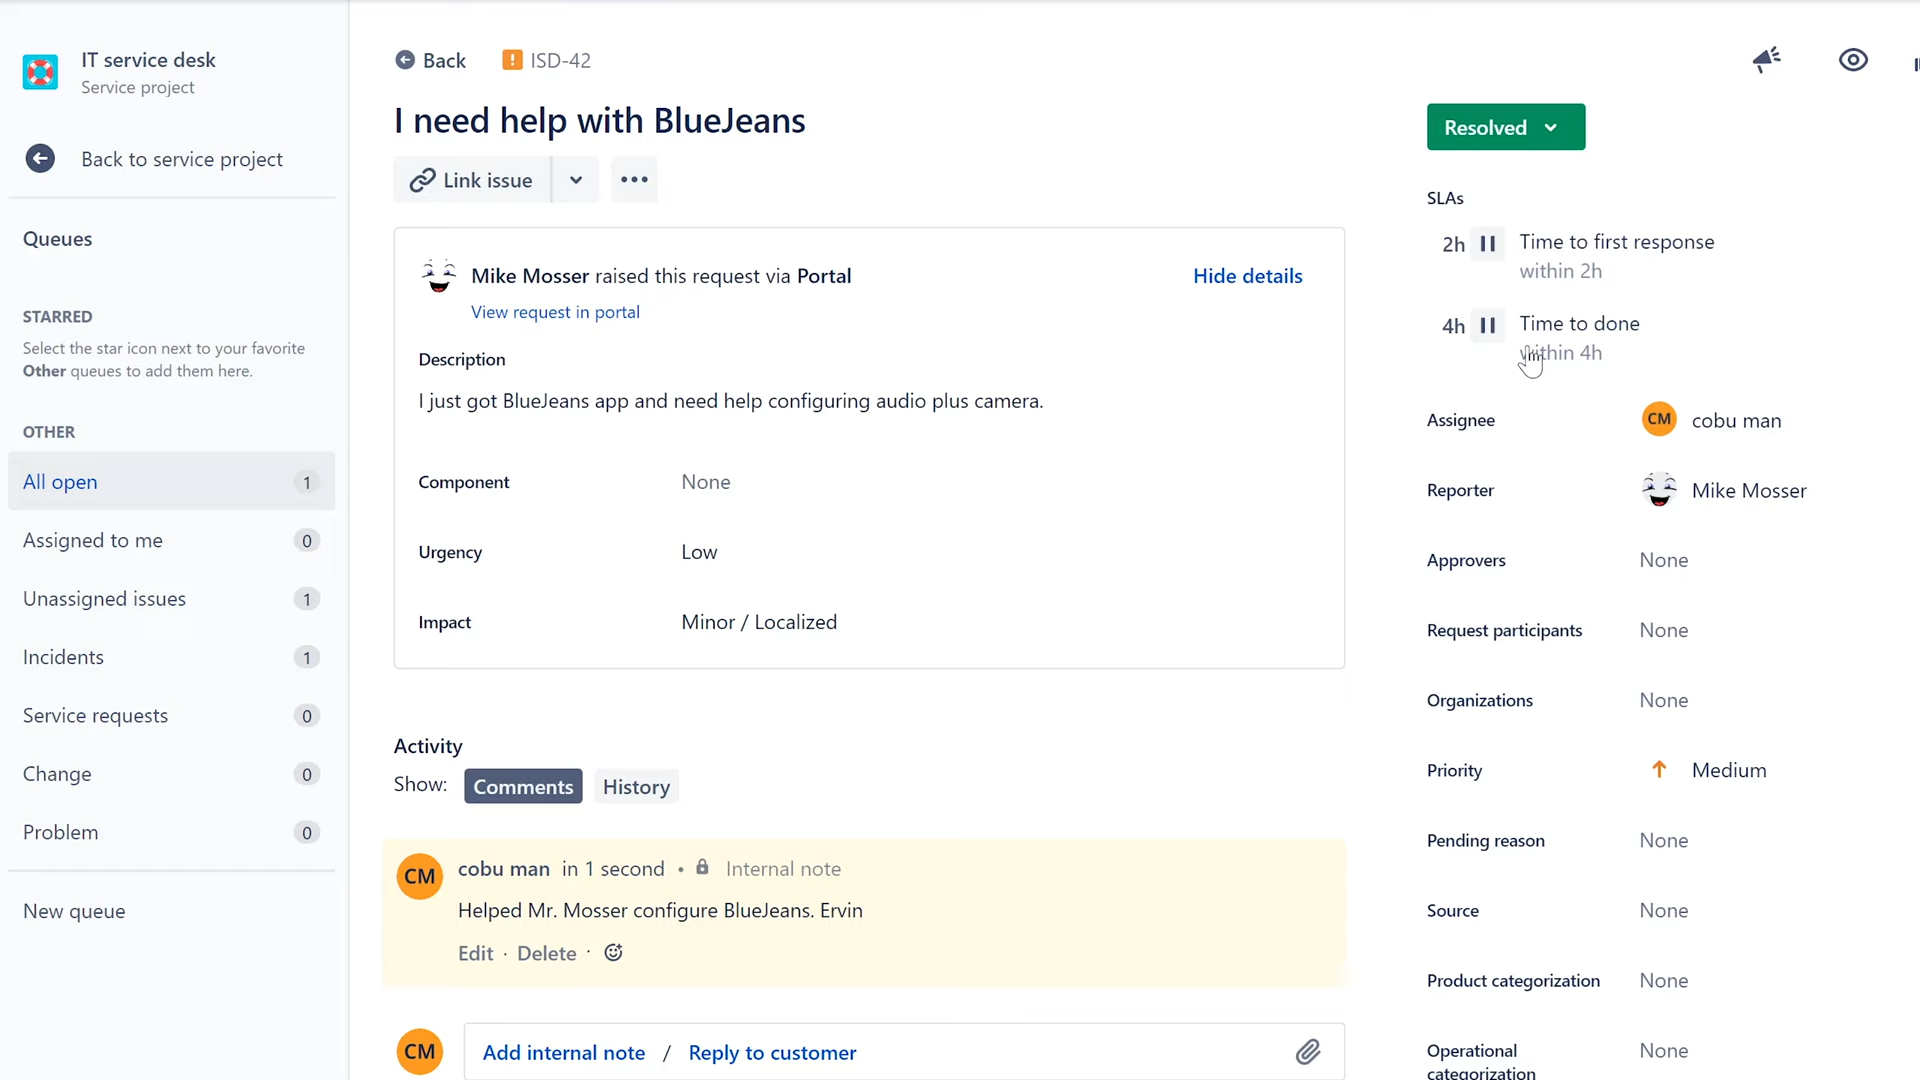 IT service desk
Service project
Back to service project
Queues
STARRED
Select the star icon next to your favorite
Other queues to add them here.
OTHER
All open 1
Assigned to me 0
Unassigned issues 1
Incidents 1
Service requests 0
Change 0
Problem 0
New queue
Back ISD-42
I need help with BlueJeans
Link issue
Mike Mosser raised this request via Portal
Hide details
View request in portal
Description
I just got BlueJeans app and need help configuring audio plus camera.
Component None
Urgency Low
Impact Minor / Localized
Activity
Show: Comments History
CM cobu man in 1 second • Internal note
Helped Mr. Mosser configure BlueJeans. Ervin
Edit · Delete ·
CM Add internal note / Reply to customer
Resolved
SLAs
2h Time to first response
within 2h
4h Time to done
within 4h
Assignee CM cobu man
Reporter Mike Mosser
Approvers None
Request participants None
Organizations None
Priority Medium
Pending reason None
Source None
Product categorization None
Operational None
categorization